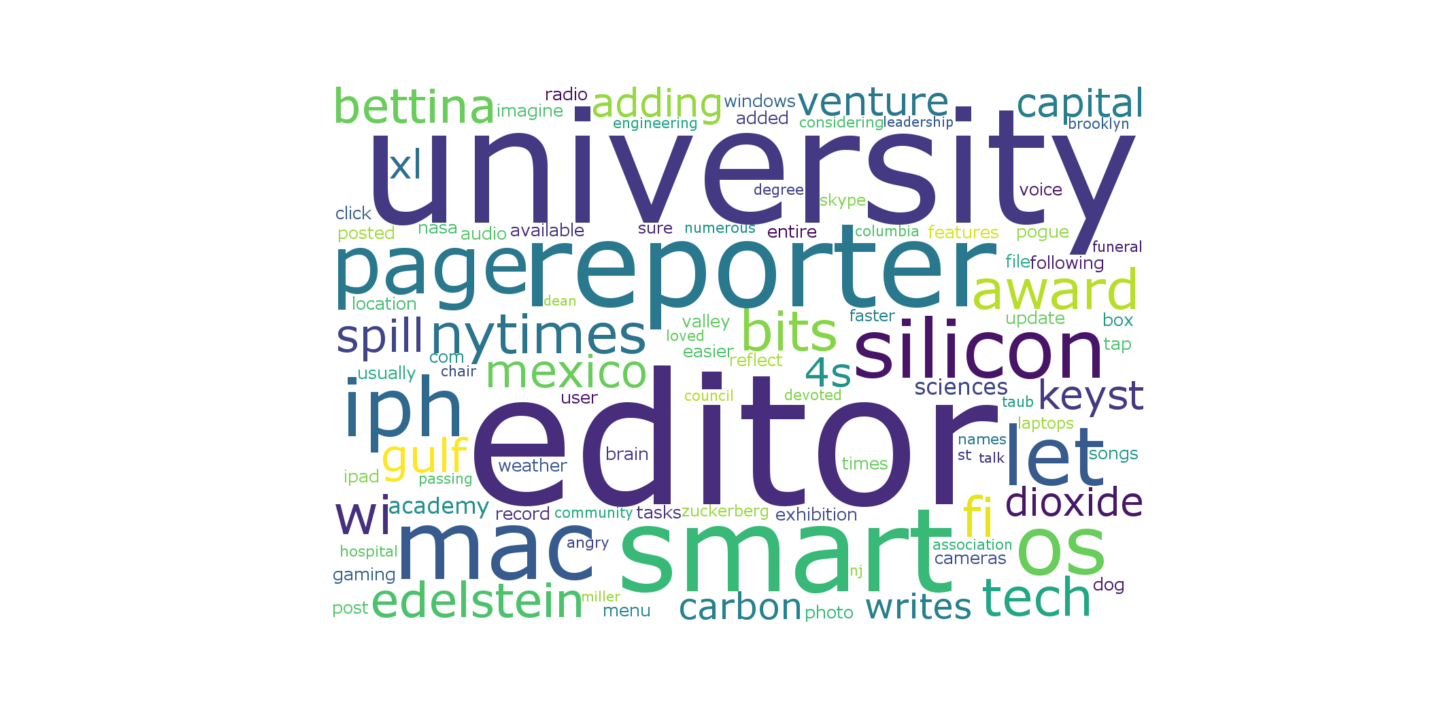 bettina imagine radio adding windows venture capital
engineering added considering leadership brooklyn
university
xl degree skype voice
click
posted nasa audio available sure numerous entire columbia features pogue funeral
page reporter file following
location dean award
spill nytimes valley bits faster update box
com loved easier reflect silicon tap
usually chair mexico 4s sciences
iph user council devoted taub keyst
editor laptops
gulf weather brain times names let songs
ipad passing st talk
wi academy record community tasks zuckerberg exhibition fi dioxide
hospital mac angry smart association os
gaming nj cameras
post edelstein miller menu carbon photo writes tech dog